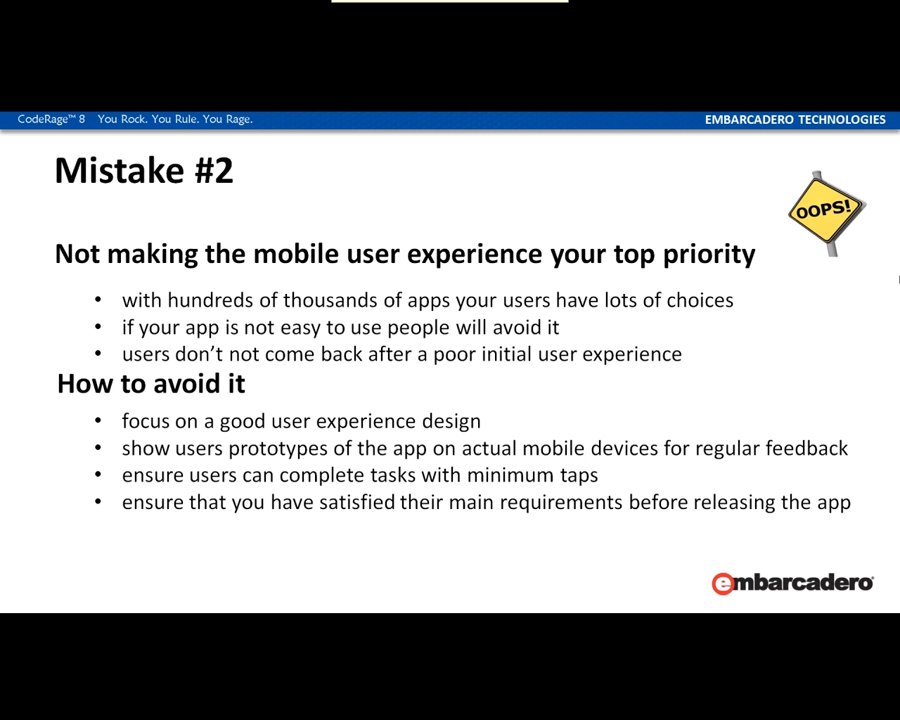 CodeRage™ 8 You Rock. You Rule. You Rage.
EMBARCADERO TECHNOLOGIES
Mistake #2
OOPS!
Not making the mobile user experience your top priority
• with hundreds of thousands of apps your users have lots of choices
• if your app is not easy to use people will avoid it
• users don’t not come back after a poor initial user experience
How to avoid it
• focus on a good user experience design
• show users prototypes of the app on actual mobile devices for regular feedback
• ensure users can complete tasks with minimum taps
• ensure that you have satisfied their main requirements before releasing the app
embarcadero®